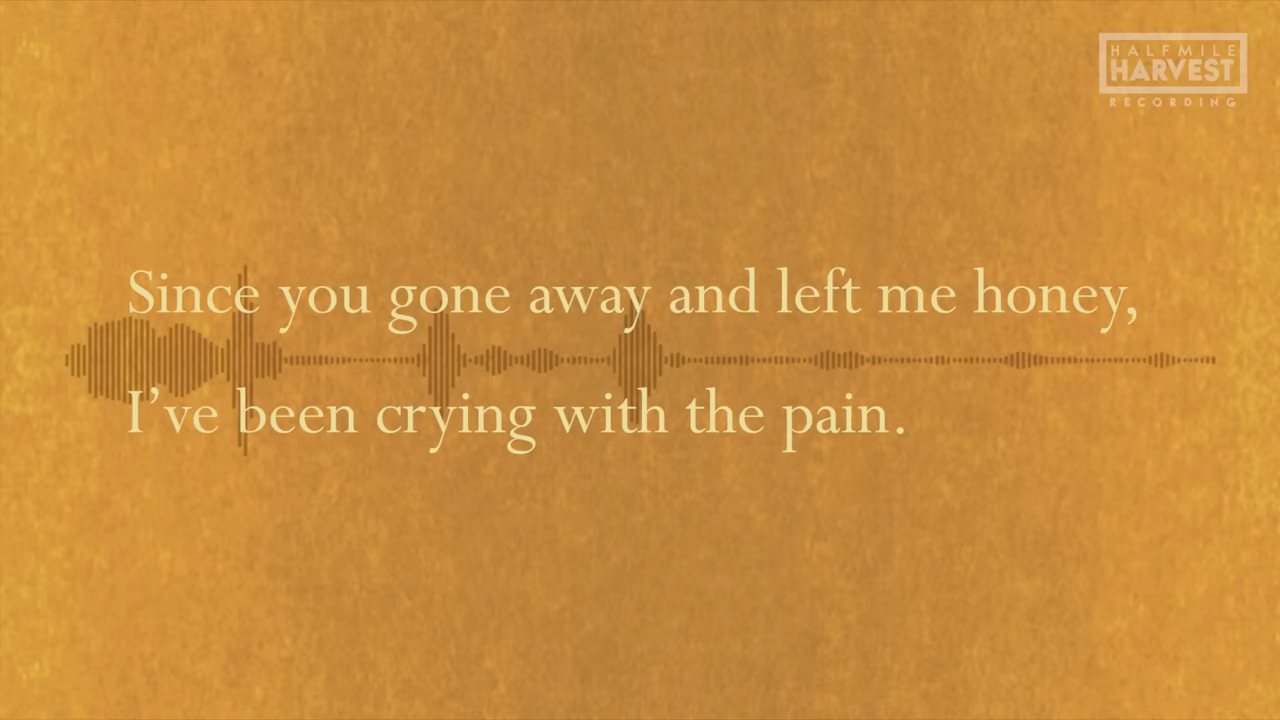 HALFMILE
HARVEST
RECORDING
Since you gone away and left me honey,
I’ve been crying with the pain.